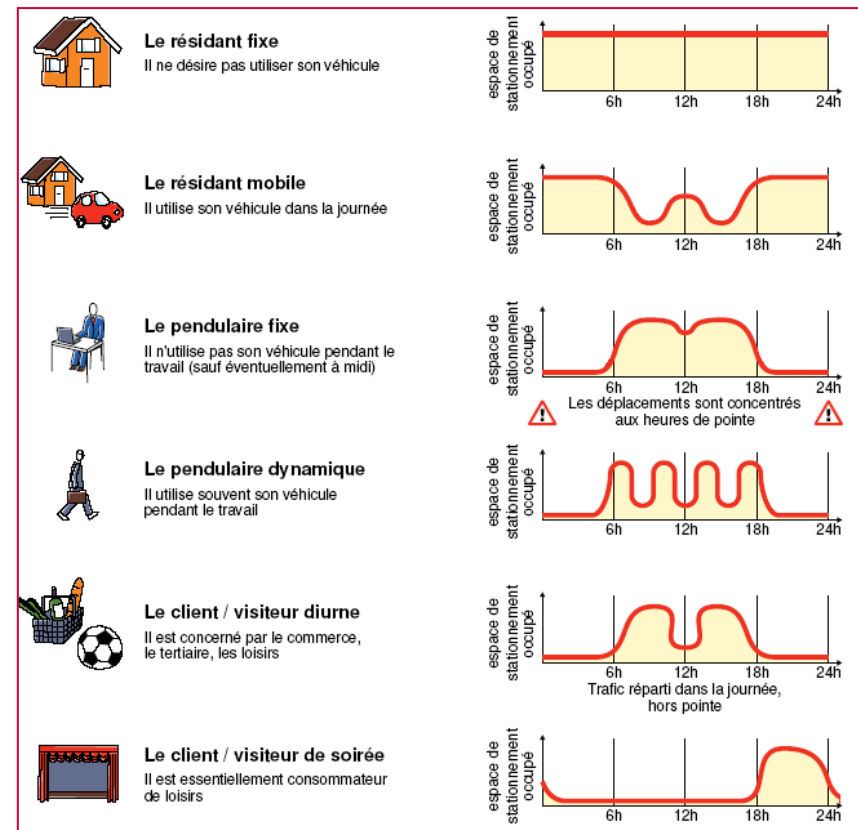 Le résidant fixe
Il ne désire pas utiliser son véhicule
espace de
stationnement
occupé
6h 12h 18h 24h
Le résidant mobile
Il utilise son véhicule dans la journée
espace de
stationnement
occupé
6h 12h 18h 24h
Le pendulaire fixe
Il n'utilise pas son véhicule pendant le
travail (sauf éventuellement à midi)
espace de
stationnement
occupé
6h 12h 18h 24h
! Les déplacements sont concentrés !
aux heures de pointe
Le pendulaire dynamique
Il utilise souvent son véhicule
pendant le travail
espace de
stationnement
occupé
6h 12h 18h 24h
Le client / visiteur diurne
Il est concerné par le commerce,
le tertiaire, les loisirs
espace de
stationnement
occupé
6h 12h 18h 24h
Trafic réparti dans la journée,
hors pointe
Le client / visiteur de soirée
Il est essentiellement consommateur
de loisirs
espace de
stationnement
occupé
6h 12h 18h 24h